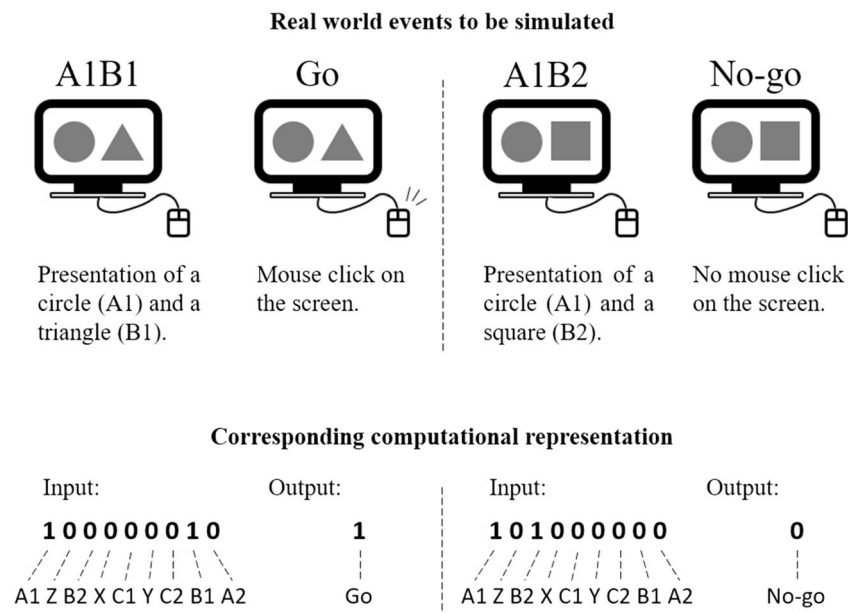 Real world events to be simulated
A1B1 Go A1B2 No-go
Presentation of a circle (A1) and a triangle (B1).
Mouse click on the screen.
Presentation of a circle (A1) and a square (B2).
No mouse click on the screen.
Corresponding computational representation
Input: Output: Input: Output:
1 0 0 0 0 0 0 1 0 1 1 0 1 0 0 0 0 0 0 0
A1 Z B2 X C1 Y C2 B1 A2 Go A1 Z B2 X C1 Y C2 B1 A2 No-go